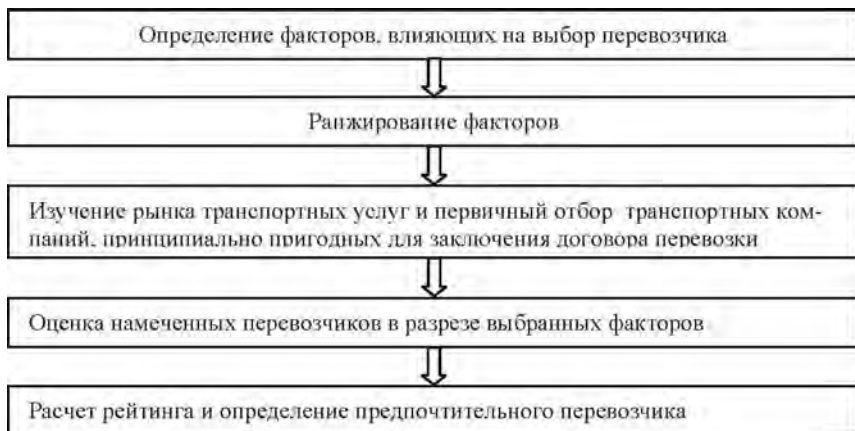 Определение факторов, влияющих на выбор перевозчика
Ранжирование факторов
Изучение рынка транспортных услуг и первичный отбор транспортных ком-
паний, принципиально пригодных для заключения договора перевозки
Оценка намеченных перевозчиков в разрезе выбранных факторов
Расчет рейтинга и определение предпочтительного перевозчика